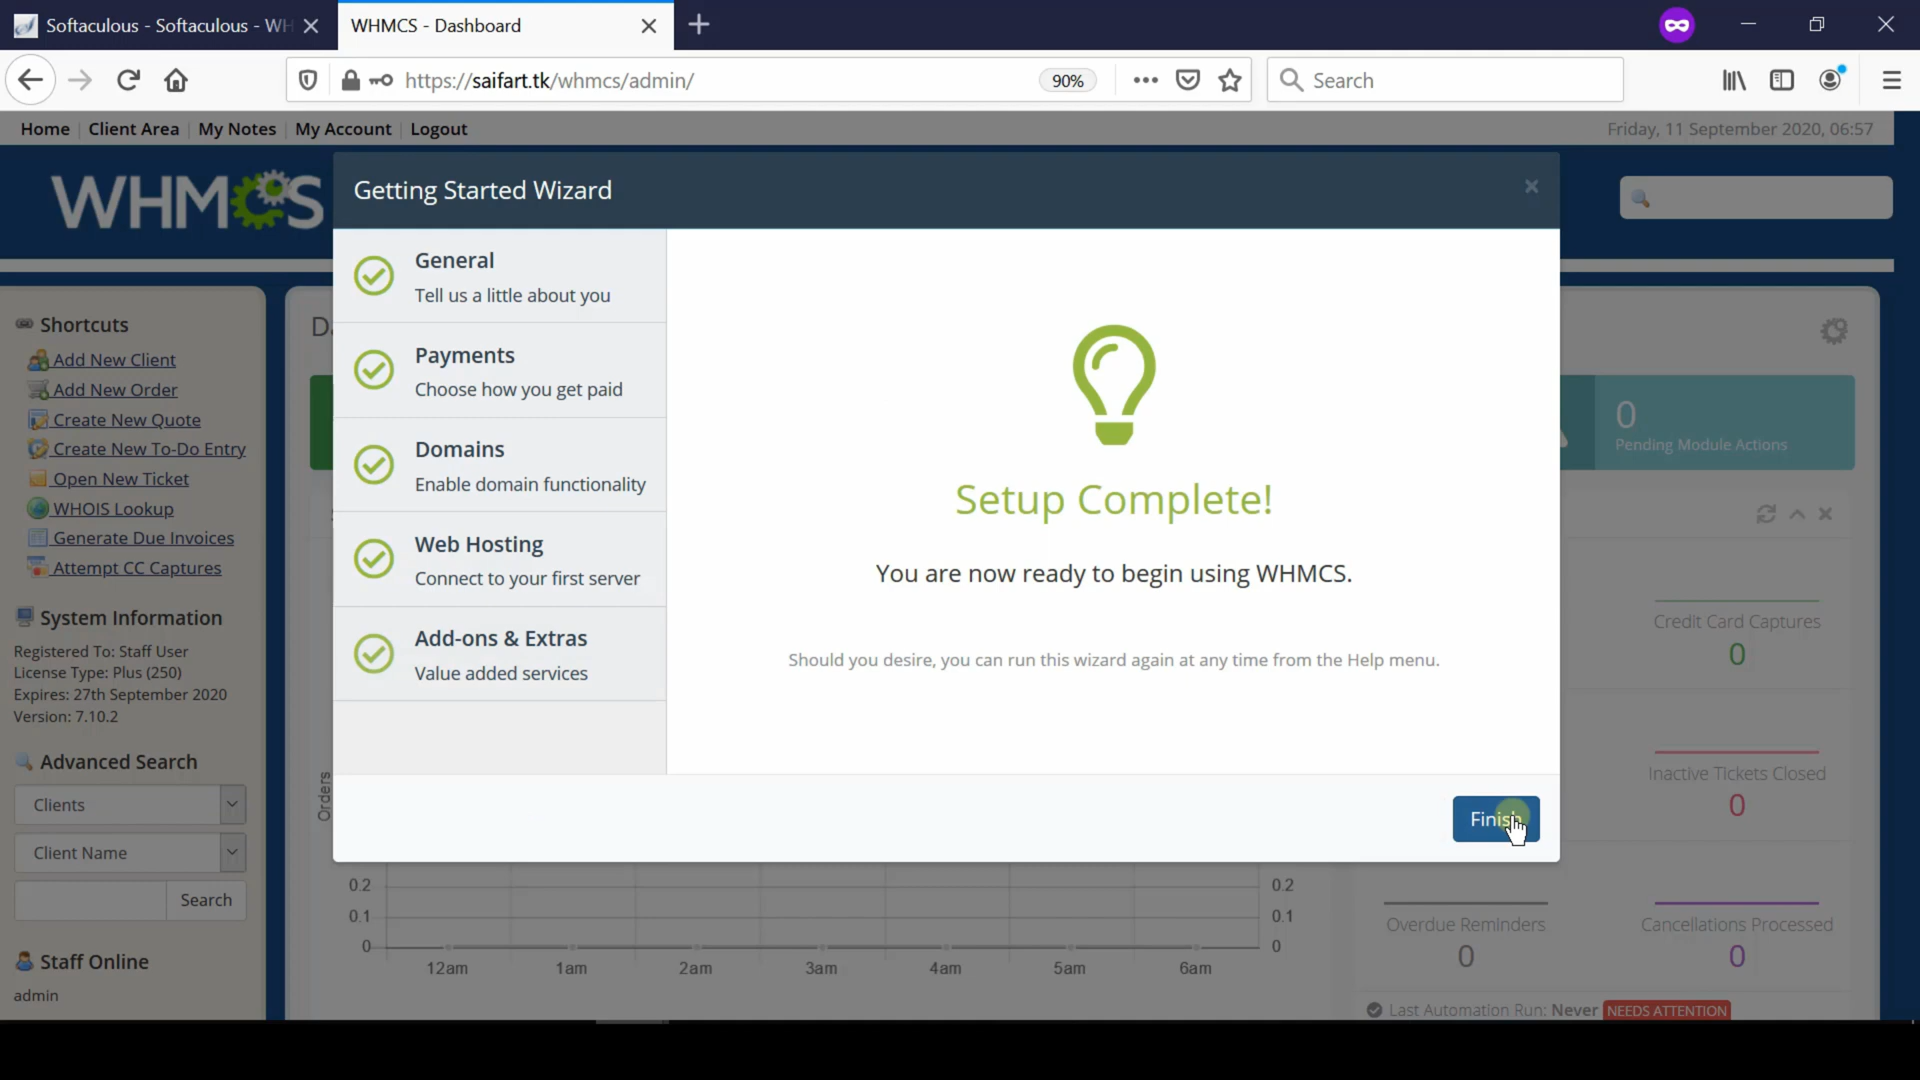 Softaculous - Softaculous - WH
WHMCS - Dashboard
https://saifart.tk/whmcs/admin/
90%
Search
Home
Client Area
My Notes
My Account
Logout
Friday, 11 September 2020, 06:57
WHMCS
Getting Started Wizard
General
Tell us a little about you
Payments
Choose how you get paid
Domains
Enable domain functionality
Web Hosting
Connect to your first server
Add-ons & Extras
Value added services
Setup Complete!
You are now ready to begin using WHMCS.
Should you desire, you can run this wizard again at any time from the Help menu.
Finish
Shortcuts
Add New Client
Add New Order
Create New Quote
Create New To-Do Entry
Open New Ticket
WHOIS Lookup
Generate Due Invoices
Attempt CC Captures
System Information
Registered To: Staff User
License Type: Plus (250)
Expires: 27th September 2020
Version: 7.10.2
Advanced Search
Clients
Client Name
Search
Staff Online
admin
0
Pending Module Actions
Credit Card Captures
0
Inactive Tickets Closed
0
Overdue Reminders
0
Cancellations Processed
0
Last Automation Run: Never NEEDS ATTENTION
Orders
0.2
0.1
0
0.2
0.1
0
12am
1am
2am
3am
4am
5am
6am